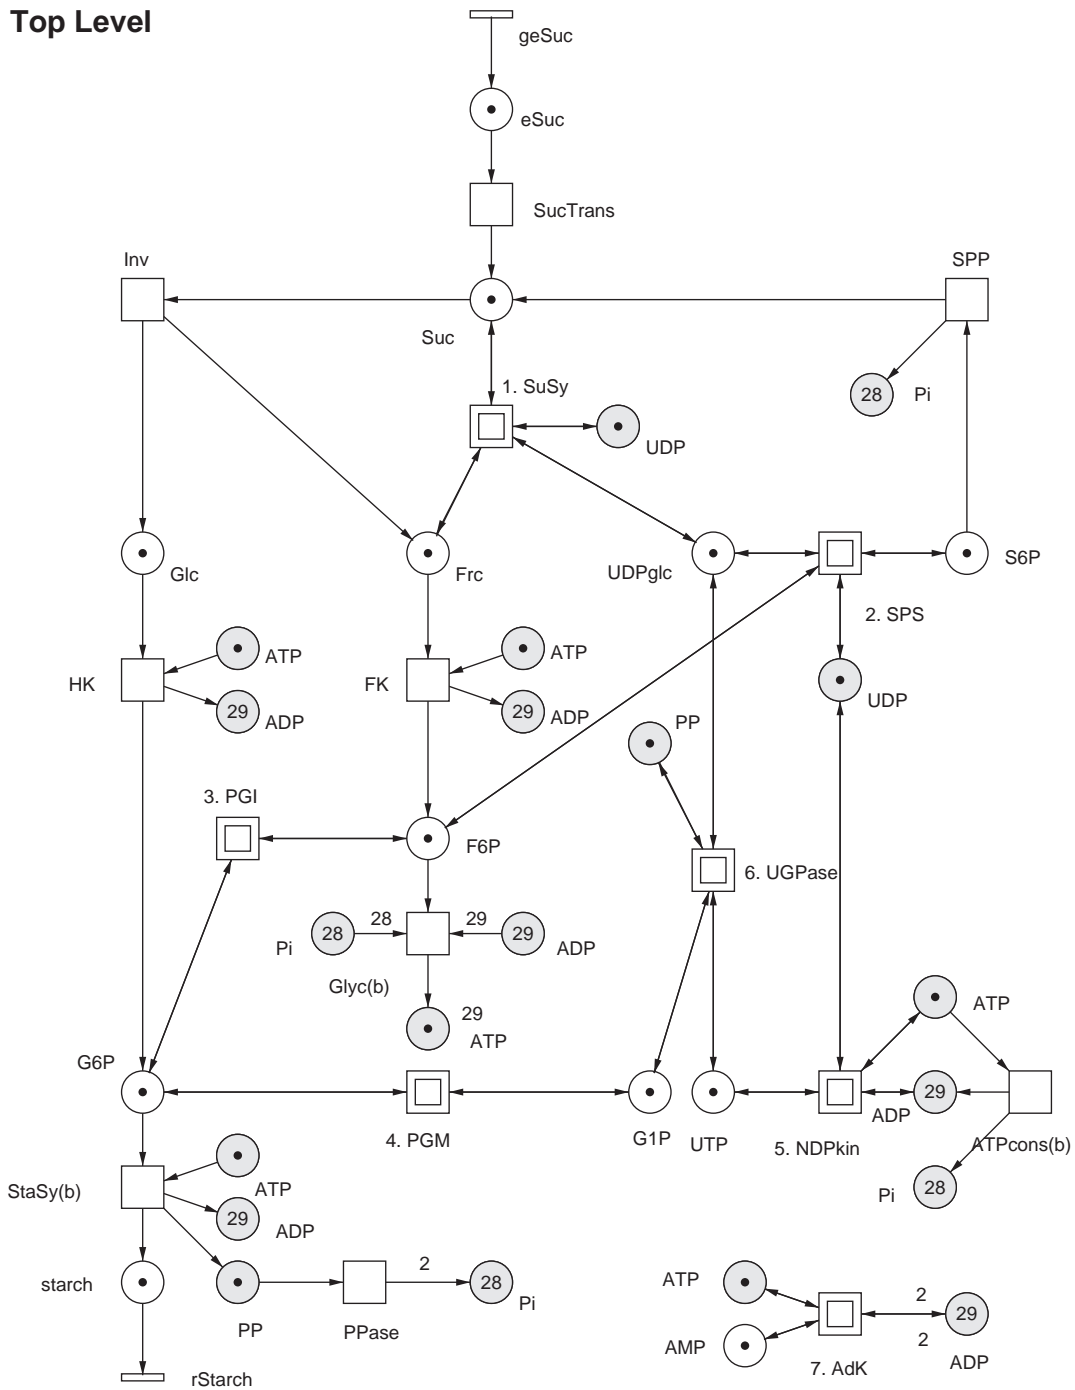 Top Level
geSuc
eSuc
SucTrans
Inv
SPP
Suc
1. SuSy
28
Pi
UDP
Glc
Frc
UDPglc
S6P
2. SPS
ATP
ATP
HK
FK
UDP
29
ADP
29
ADP
PP
3. PGI
F6P
6. UGPase
28
29
Pi
28
29
ADP
Glyc(b)
29
ATP
ATP
G6P
29
ADP
4. PGM
G1P
UTP
5. NDPkin
ATPcons(b)
StaSy(b)
ATP
Pi
28
29
ADP
starch
2
28
Pi
ATP
2
29
PP
PPase
AMP
2
ADP
7. AdK
rStarch